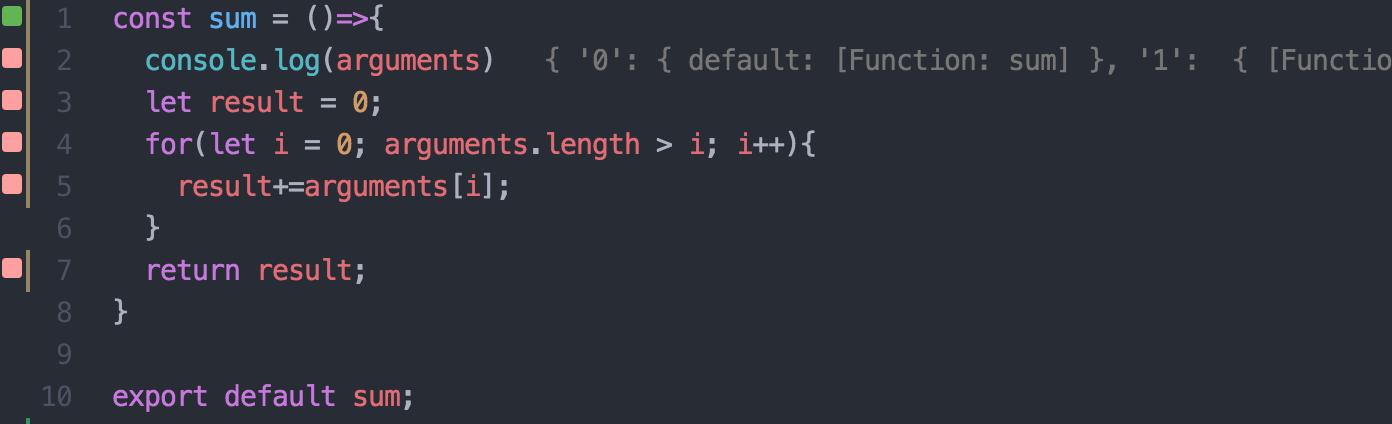 1 const sum = ()=>{
2 console.log(arguments) { '0': { default: [Function: sum] }, '1':  { [Functio
3 let result = 0;
4 for(let i = 0; arguments.length > i; i++){
5 result+=arguments[i];
6 }
7 return result;
8 }
9
10 export default sum;